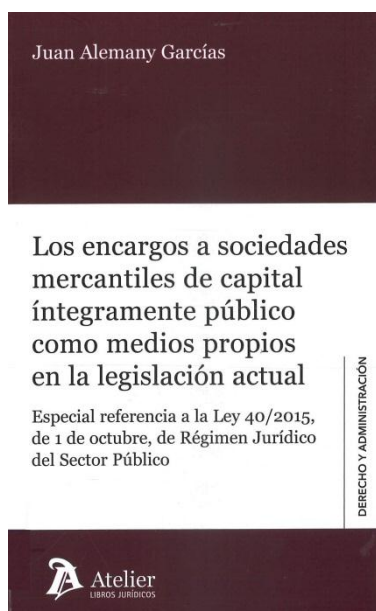 Juan Alemany Garcías
Los encargos a sociedades
mercantiles de capital
íntegramente público
como medios propios
en la legislación actual
Especial referencia a la Ley 40/2015,
de 1 de octubre, de Régimen Jurídico
del Sector Público
DERECHO Y ADMINISTRACIÓN
Atelier
LIBROS JURÍDICOS